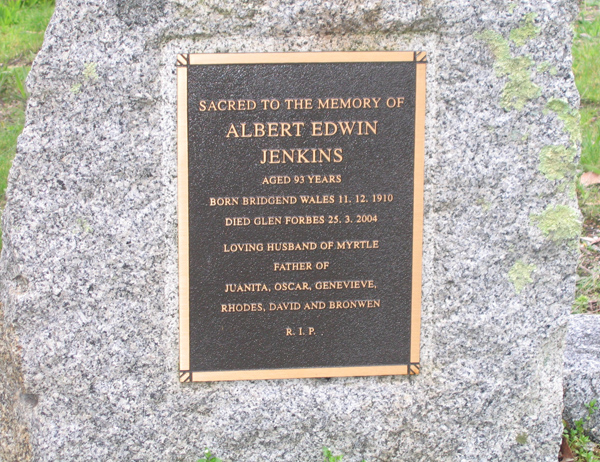 SACRED TO THE MEMORY OF
ALBERT EDWIN
JENKINS
AGED 93 YEARS
BORN BRIDGEND WALES 11. 12. 1910
DIED GLEN FORBES 25. 3. 2004
LOVING HUSBAND OF MYRTLE
FATHER OF
JUANITA, OSCAR, GENEVIEVE,
RHODES, DAVID AND BRONWEN
R. I. P.